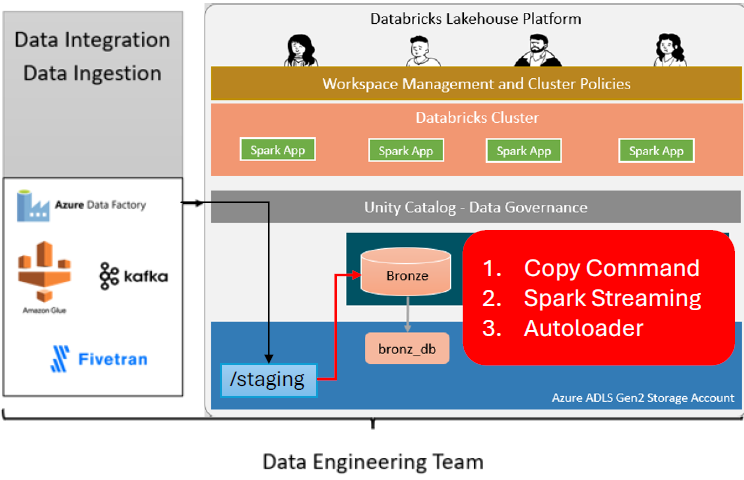 Data Integration
Data Ingestion
Databricks Lakehouse Platform
Workspace Management and Cluster Policies
Databricks Cluster
Spark App
Spark App
Spark App
Spark App
Azure Data Factory
Unity Catalog - Data Governance
Amazon Glue
kafka
Fivetran
Bronze
1. Copy Command
2. Spark Streaming
3. Autoloader
bronz_db
/staging
Azure ADLS Gen2 Storage Account
Data Engineering Team